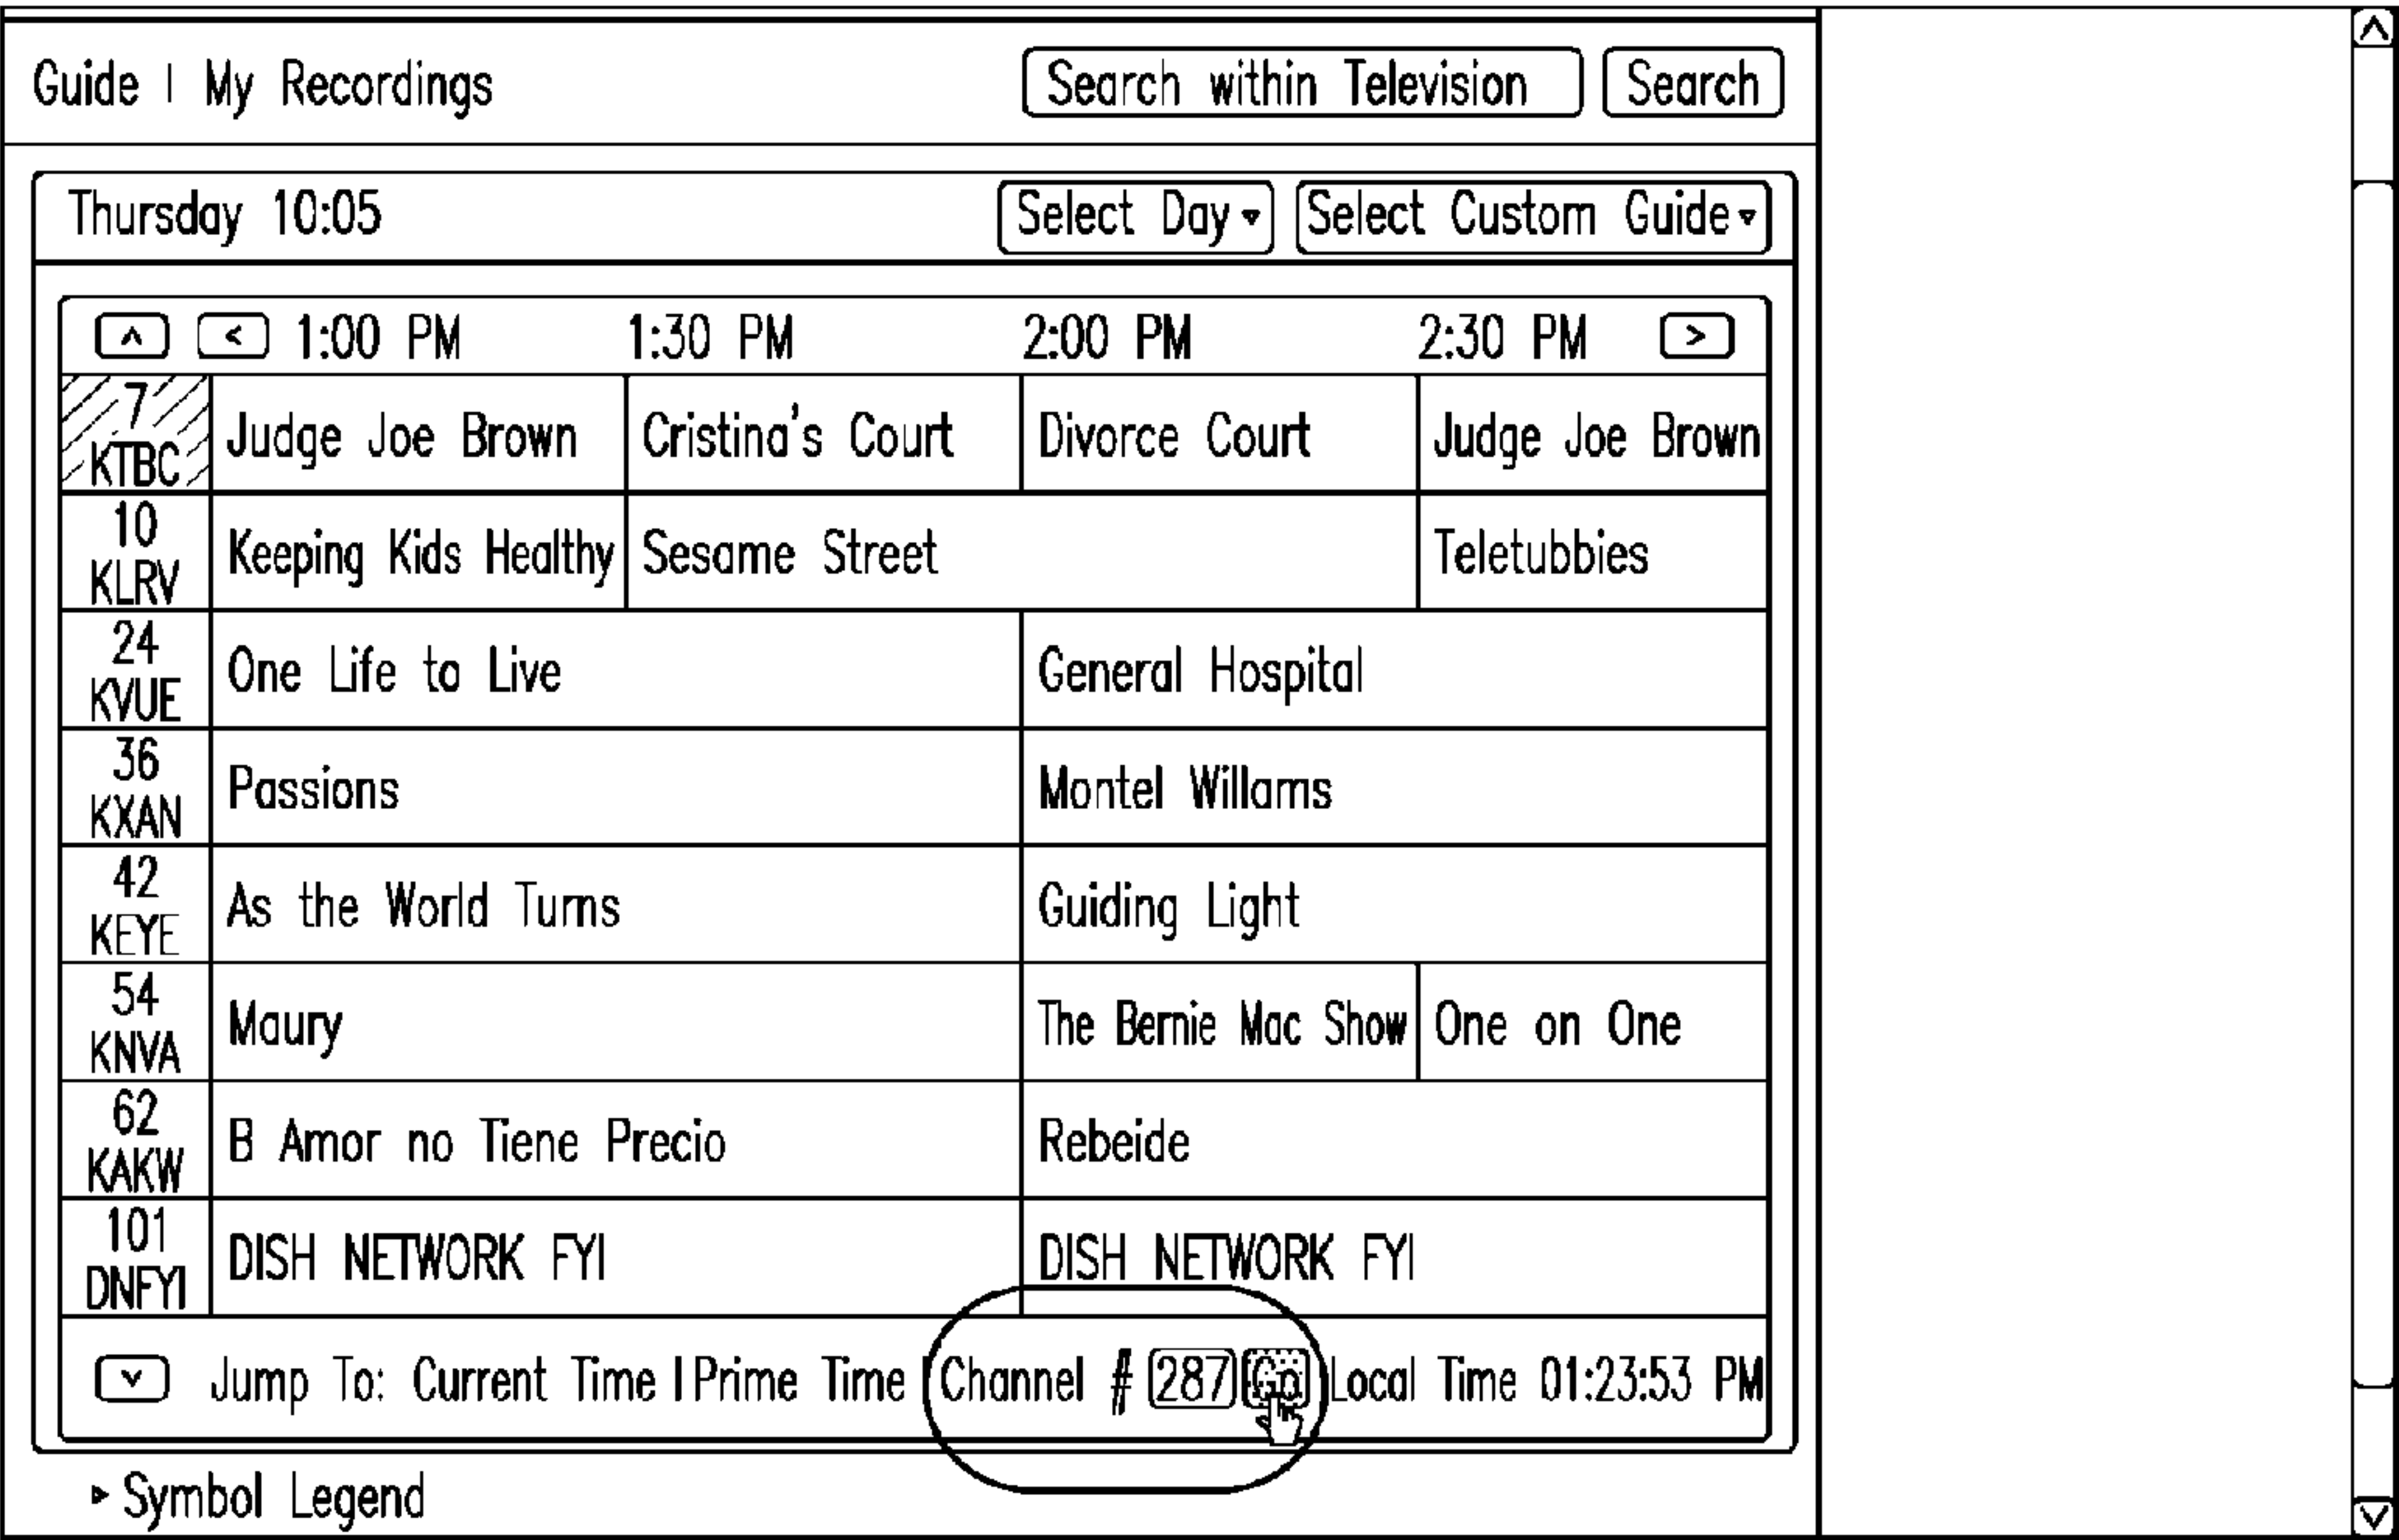 Guide | My Recordings Search within Television Search
Thursday 10:05 Select Day Select Custom Guide
1:00 PM 1:30 PM 2:00 PM 2:30 PM
7 KTBC Judge Joe Brown Cristina's Court Divorce Court Judge Joe Brown
10 KLRV Keeping Kids Healthy Sesame Street Teletubbies
24 KVUE One Life to Live General Hospital
36 KXAN Passions Montel Willams
42 KEYE As the World Turns Guiding Light
54 KNVA Maury The Bernie Mac Show One on One
62 KAKW B Amor no Tiene Precio Rebeide
101 DNFYI DISH NETWORK FYI DISH NETWORK FYI
Jump To: Current Time | Prime Time | Channel # 287 Go Local Time 01:23:53 PM
Symbol Legend